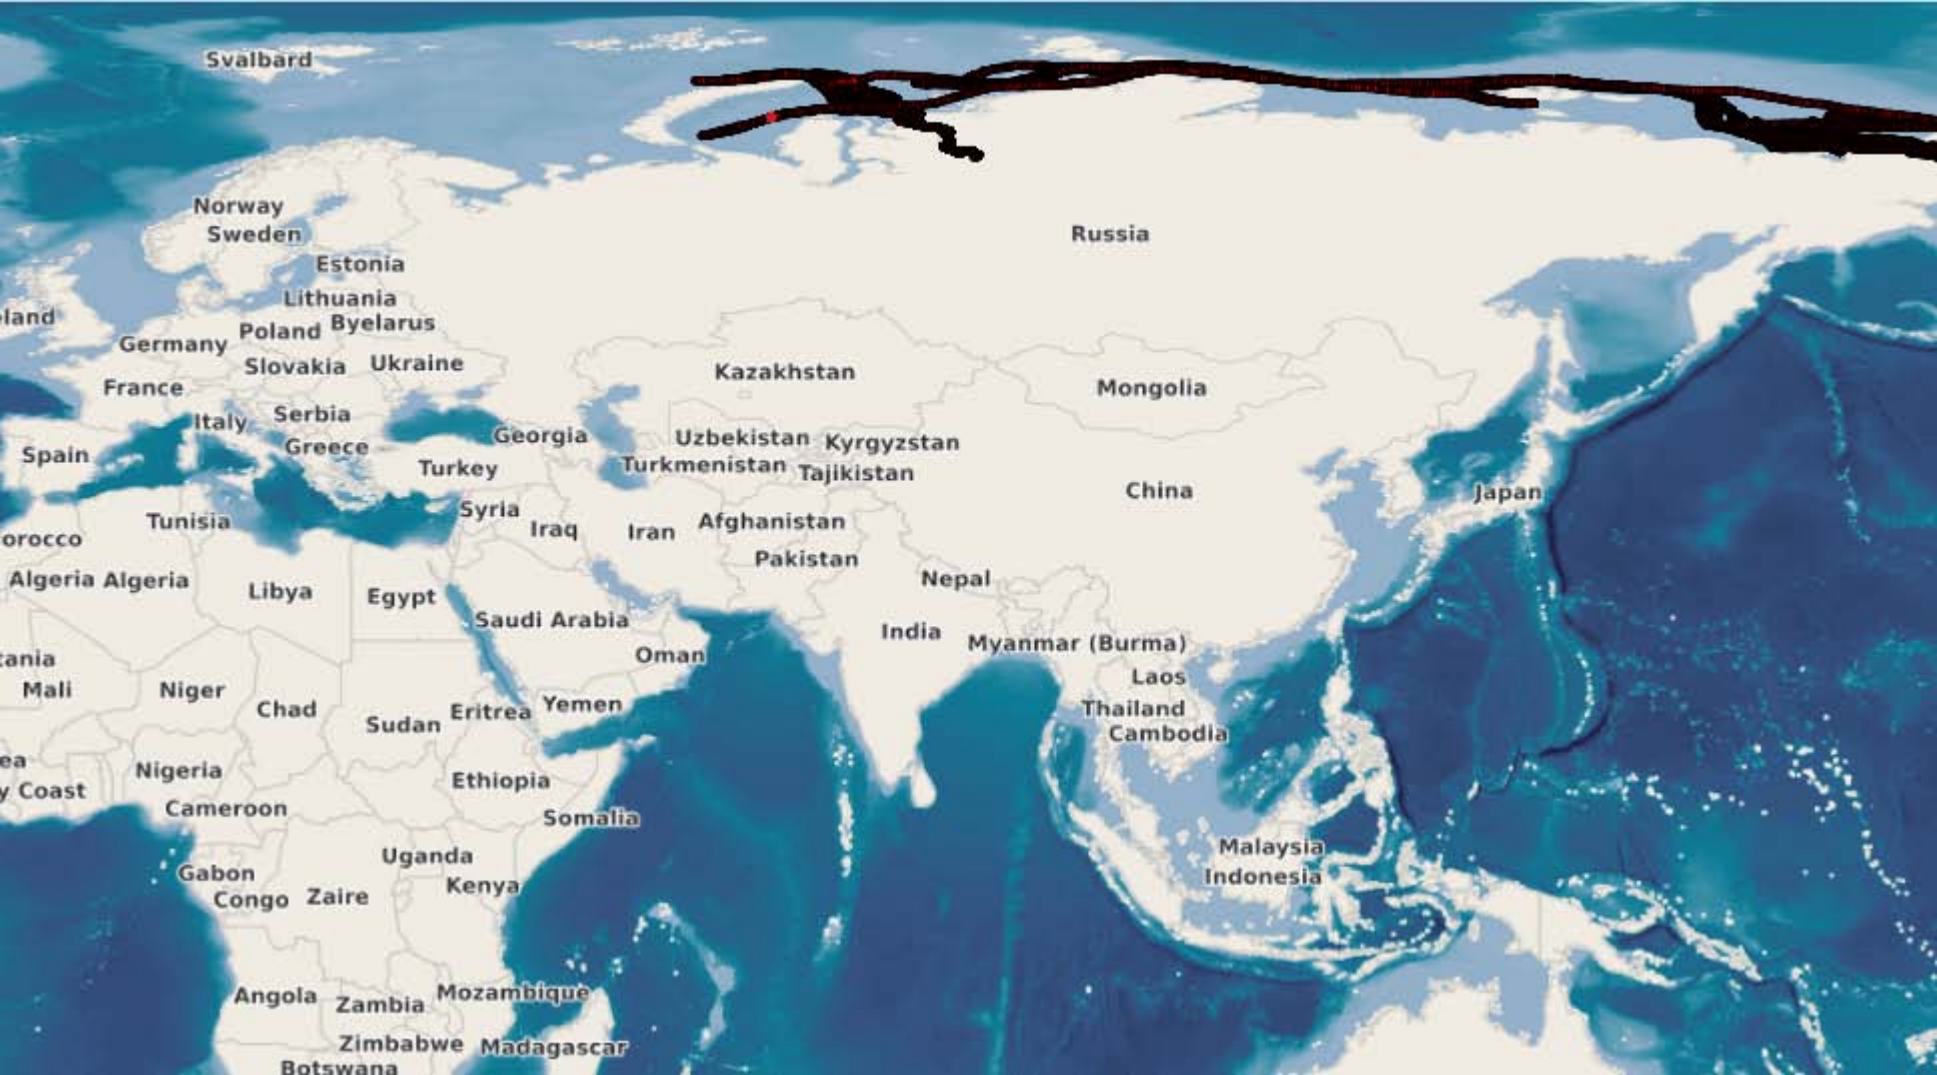 Svalbard
Norway
Sweden
Russia
Estonia
Lithuania
eland
Poland
Byelarus
Germany
Slovakia
Ukraine
Kazakhstan
France
Mongolia
Italy
Serbia
Georgia
Uzbekistan
Kyrgyzstan
Spain
Greece
Turkey
Turkmenistan
Tajikistan
China
Japan
Tunisia
Syria
Iraq
Iran
Afghanistan
orocco
Pakistan
Algeria Algeria
Libya
Egypt
Nepal
Saudi Arabia
India
Myanmar (Burma)
tania
Oman
Laos
Mali
Niger
Chad
Sudan
Eritrea
Yemen
Thailand
Cambodia
ea
Nigeria
Ethiopia
y Coast
Cameroon
Somalia
Malaysia
Uganda
Indonesia
Gabon
Kenya
Congo
Zaire
Angola
Zambia
Mozambique
Zimbabwe
Madagascar
Botswana